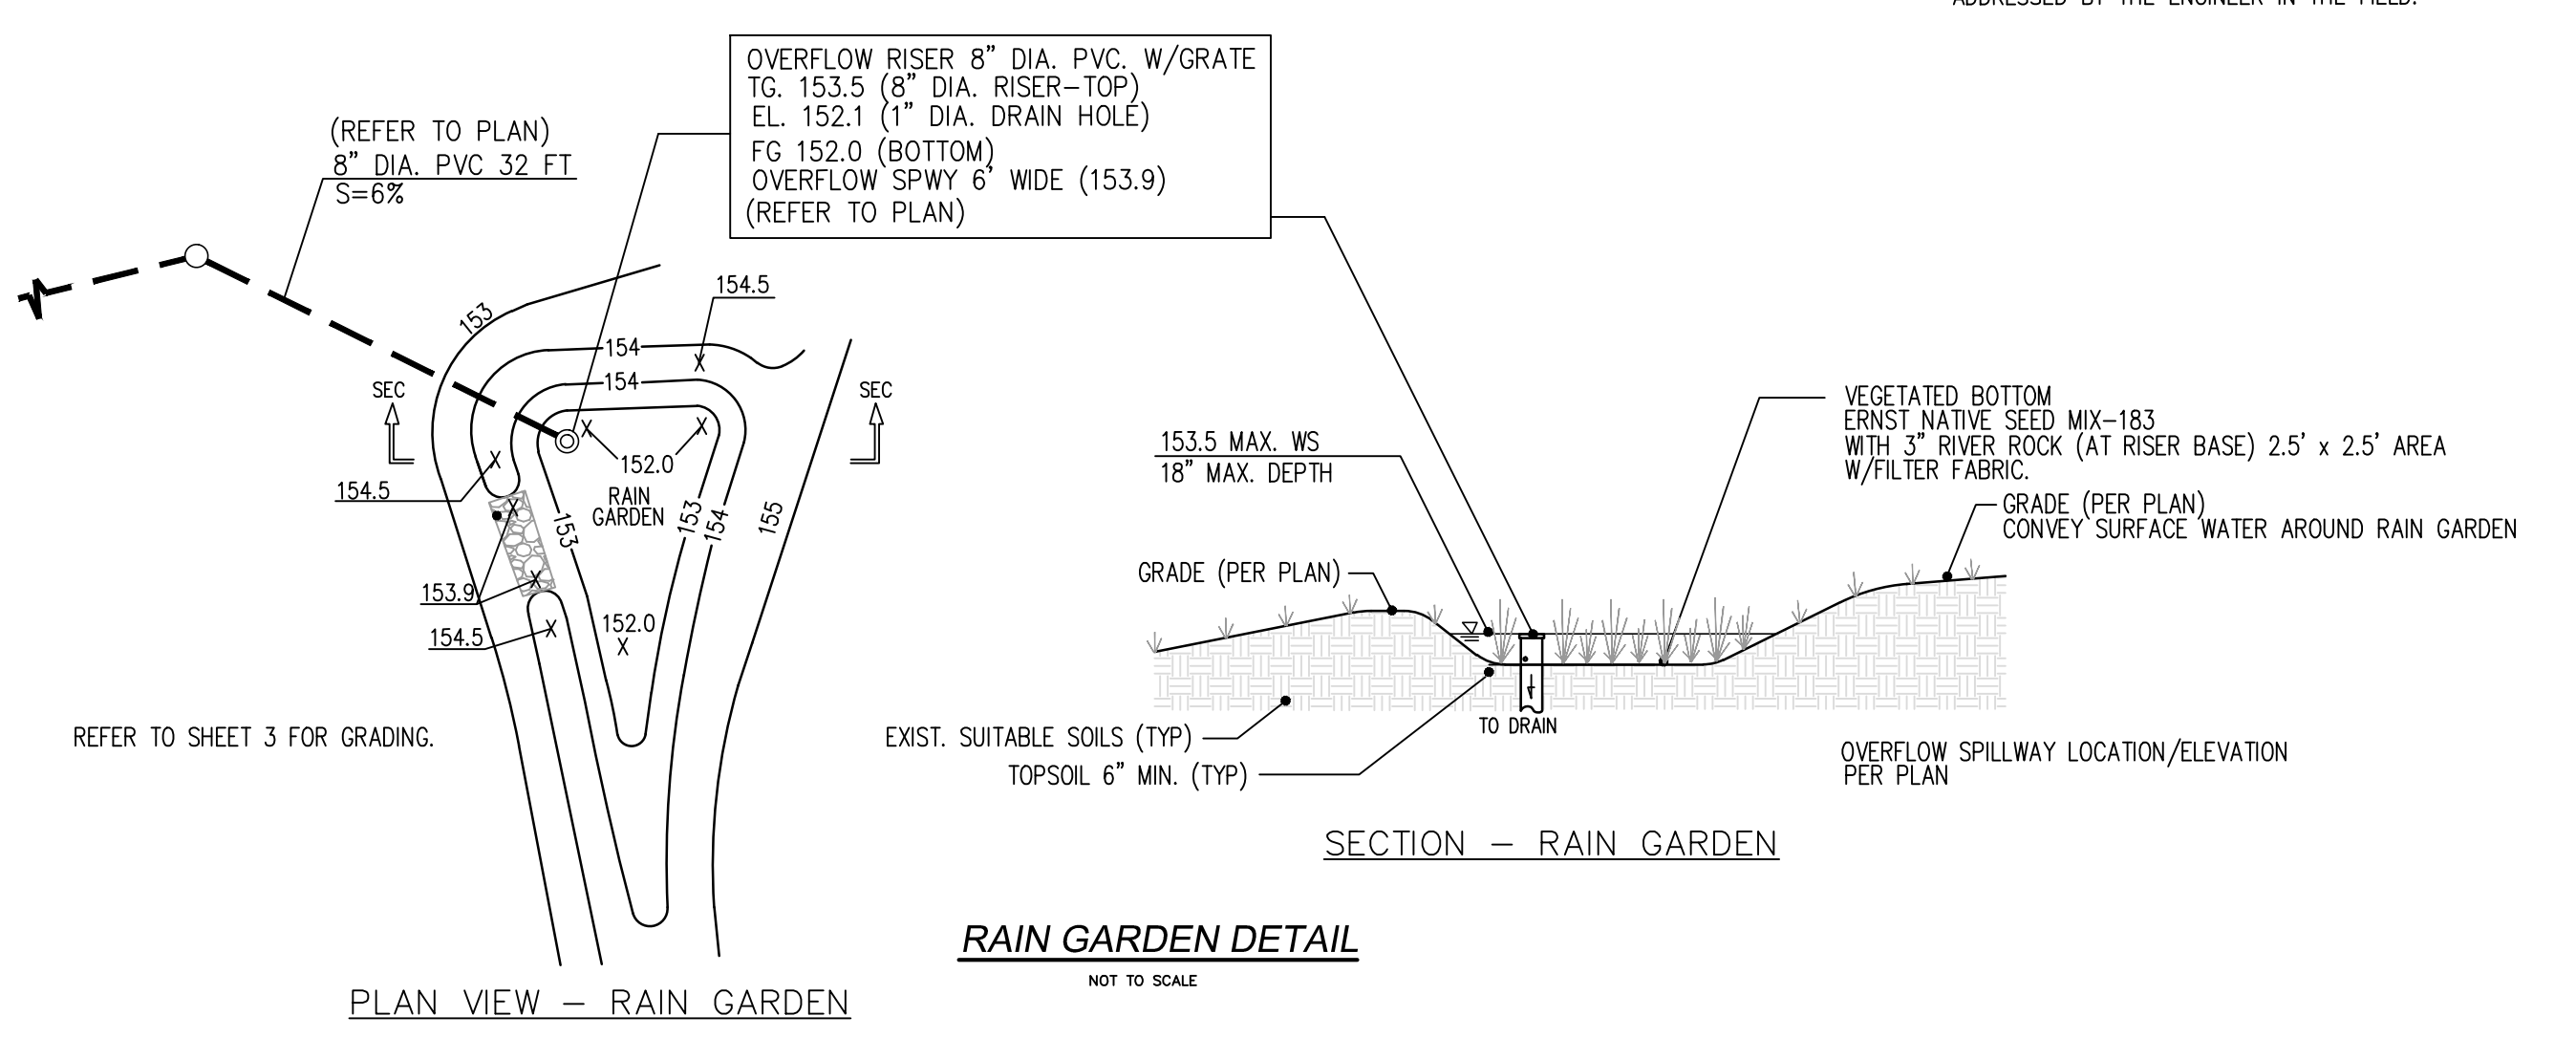 ADDRESSED BY THE ENGINEER IN THE FIELD.
OVERFLOW RISER 8” DIA. PVC. W/GRATE
TG. 153.5 (8” DIA. RISER–TOP)
EL. 152.1 (1” DIA. DRAIN HOLE)
FG 152.0 (BOTTOM)
OVERFLOW SPWY 6’ WIDE (153.9)
(REFER TO PLAN)
(REFER TO PLAN)
8” DIA. PVC 32 FT
S=6%
153
154.5
154
154
SEC
SEC
152.0
RAIN
GARDEN
154.5
153
153
154
155
153.9
154.5
152.0
REFER TO SHEET 3 FOR GRADING.
PLAN VIEW – RAIN GARDEN
153.5 MAX. WS
18” MAX. DEPTH
VEGETATED BOTTOM
ERNST NATIVE SEED MIX–183
WITH 3” RIVER ROCK (AT RISER BASE) 2.5’ x 2.5’ AREA
W/FILTER FABRIC.
GRADE (PER PLAN)
CONVEY SURFACE WATER AROUND RAIN GARDEN
GRADE (PER PLAN)
TO DRAIN
EXIST. SUITABLE SOILS (TYP)
TOPSOIL 6” MIN. (TYP)
OVERFLOW SPILLWAY LOCATION/ELEVATION
PER PLAN
SECTION – RAIN GARDEN
RAIN GARDEN DETAIL
NOT TO SCALE